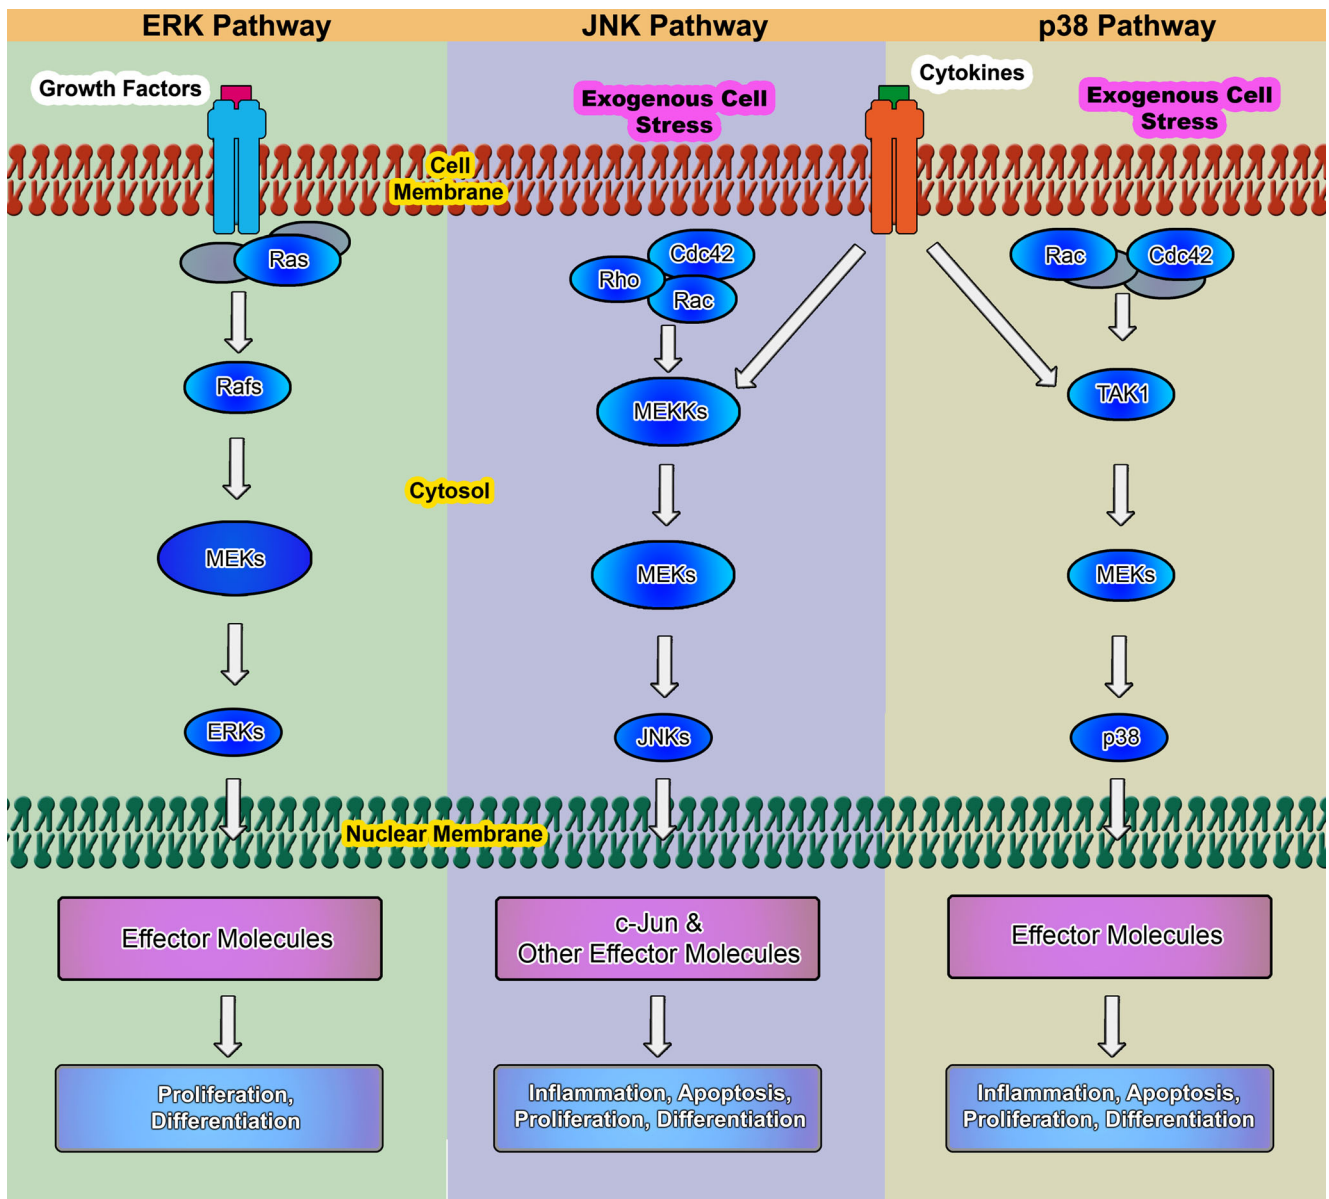 ERK Pathway
JNK Pathway
p38 Pathway
Growth Factors
Exogenous Cell
Stress
Cytokines
Exogenous Cell
Stress
Cell
Membrane
Ras
Rho
Cdc42
Rac
Rac
Cdc42
Rafs
MEKKs
TAK1
Cytosol
MEKs
MEKs
MEKs
ERKs
JNKs
p38
Nuclear Membrane
Effector Molecules
c-Jun &
Other Effector Molecules
Effector Molecules
Proliferation,
Differentiation
Inflammation, Apoptosis,
Proliferation, Differentiation
Inflammation, Apoptosis,
Proliferation, Differentiation